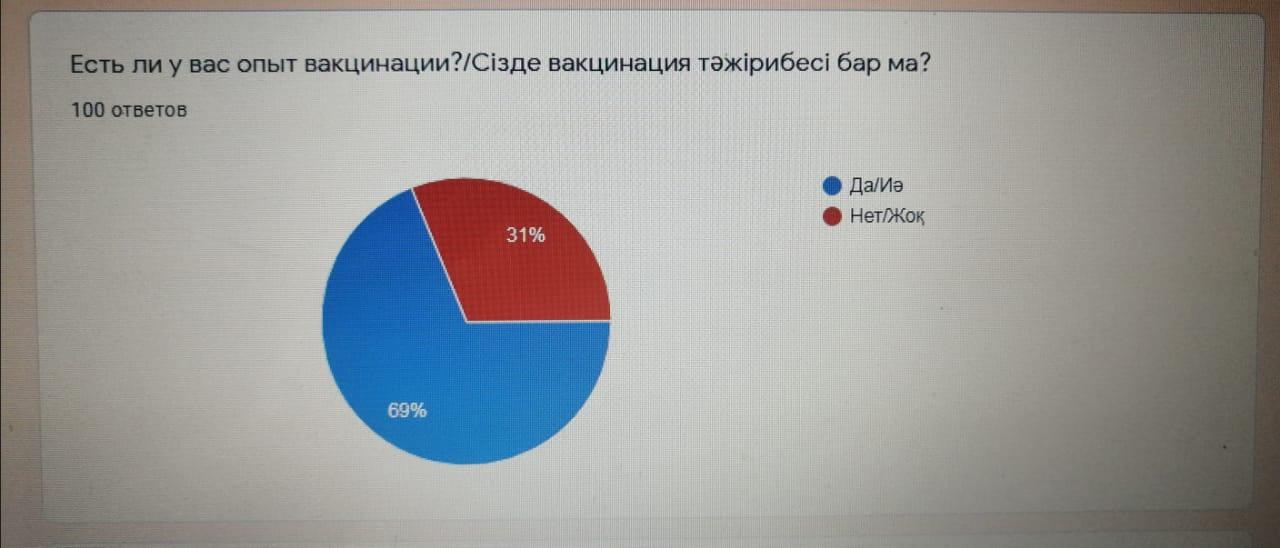 Есть ли у вас опыт вакцинации?/Сізде вакцинация тәжірибесі бар ма?
100 ответов
Да/Иә
Нет/Жоқ
31%
69%